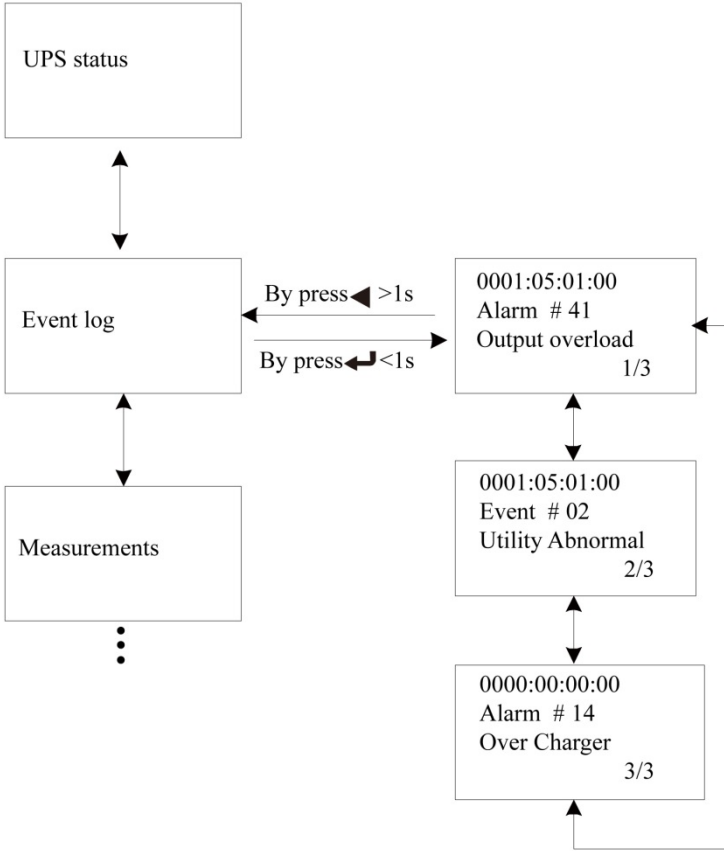 UPS status
Event log
By press◀ >1s
By press↵ <1s
0001:05:01:00
Alarm # 41
Output overload
1/3
Measurements
0001:05:01:00
Event # 02
Utility Abnormal
2/3
0000:00:00:00
Alarm # 14
Over Charger
3/3